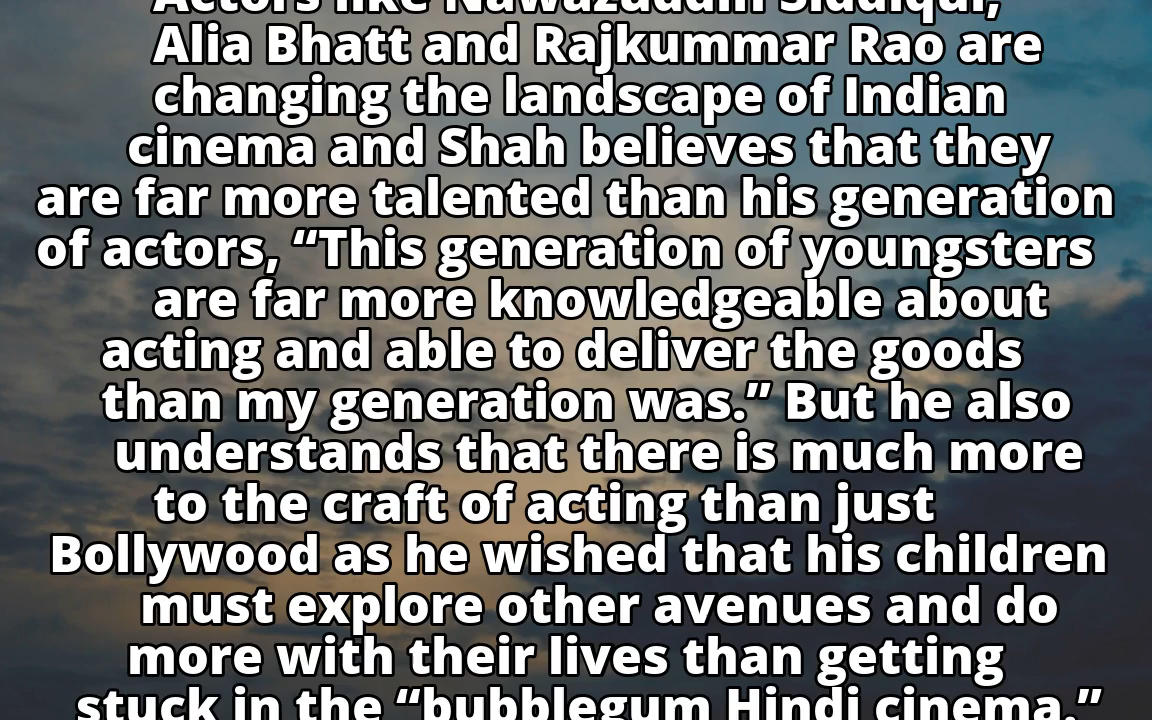 Actors like Nawazuddin Siddiqui,
Alia Bhatt and Rajkummar Rao are
changing the landscape of Indian
cinema and Shah believes that they
are far more talented than his generation
of actors, “This generation of youngsters
are far more knowledgeable about
acting and able to deliver the goods
than my generation was.” But he also
understands that there is much more
to the craft of acting than just
Bollywood as he wished that his children
must explore other avenues and do
more with their lives than getting
stuck in the “bubblegum Hindi cinema.”